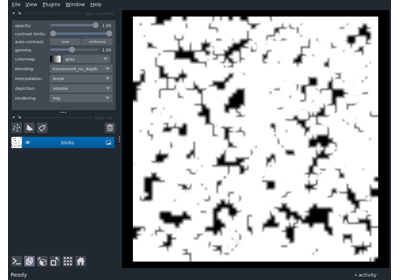 File View Plugins Window Help
opacity: 1.00
contrast limits:
auto-contrast: once continuous
gamma: 1.00
colormap: gray
blending: translucent_no_depth
interpolation: linear
depiction: volume
rendering: mip
blobs
Ready
activity